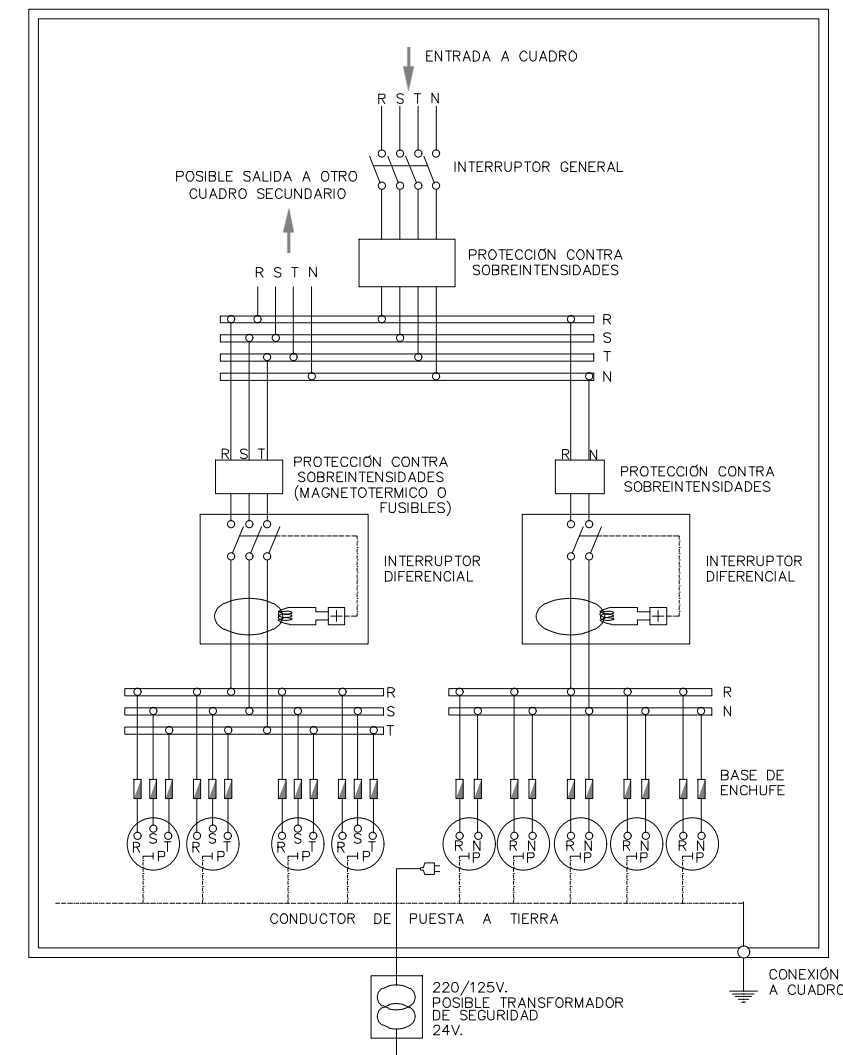 ENTRADA A CUADRO
R S T N
INTERRUPTOR GENERAL
POSIBLE SALIDA A OTRO
CUADRO SECUNDARIO
PROTECCIÓN CONTRA
SOBREINTENSIDADES
R S T N
R
S
T
N
R S T
PROTECCIÓN CONTRA
SOBREINTENSIDADES
(MAGNETOTERMICO O
FUSIBLES)
R N
PROTECCIÓN CONTRA
SOBREINTENSIDADES
INTERRUPTOR
DIFERENCIAL
INTERRUPTOR
DIFERENCIAL
R
S
T
R
N
BASE DE
ENCHUFE
R S T P
R S T P
R S T P
R S T P
R N P
R N P
R N P
R N P
R N P
CONDUCTOR DE PUESTA A TIERRA
CONEXIÓN
A CUADRO
220/125V.
POSIBLE TRANSFORMADOR
DE SEGURIDAD
24V.